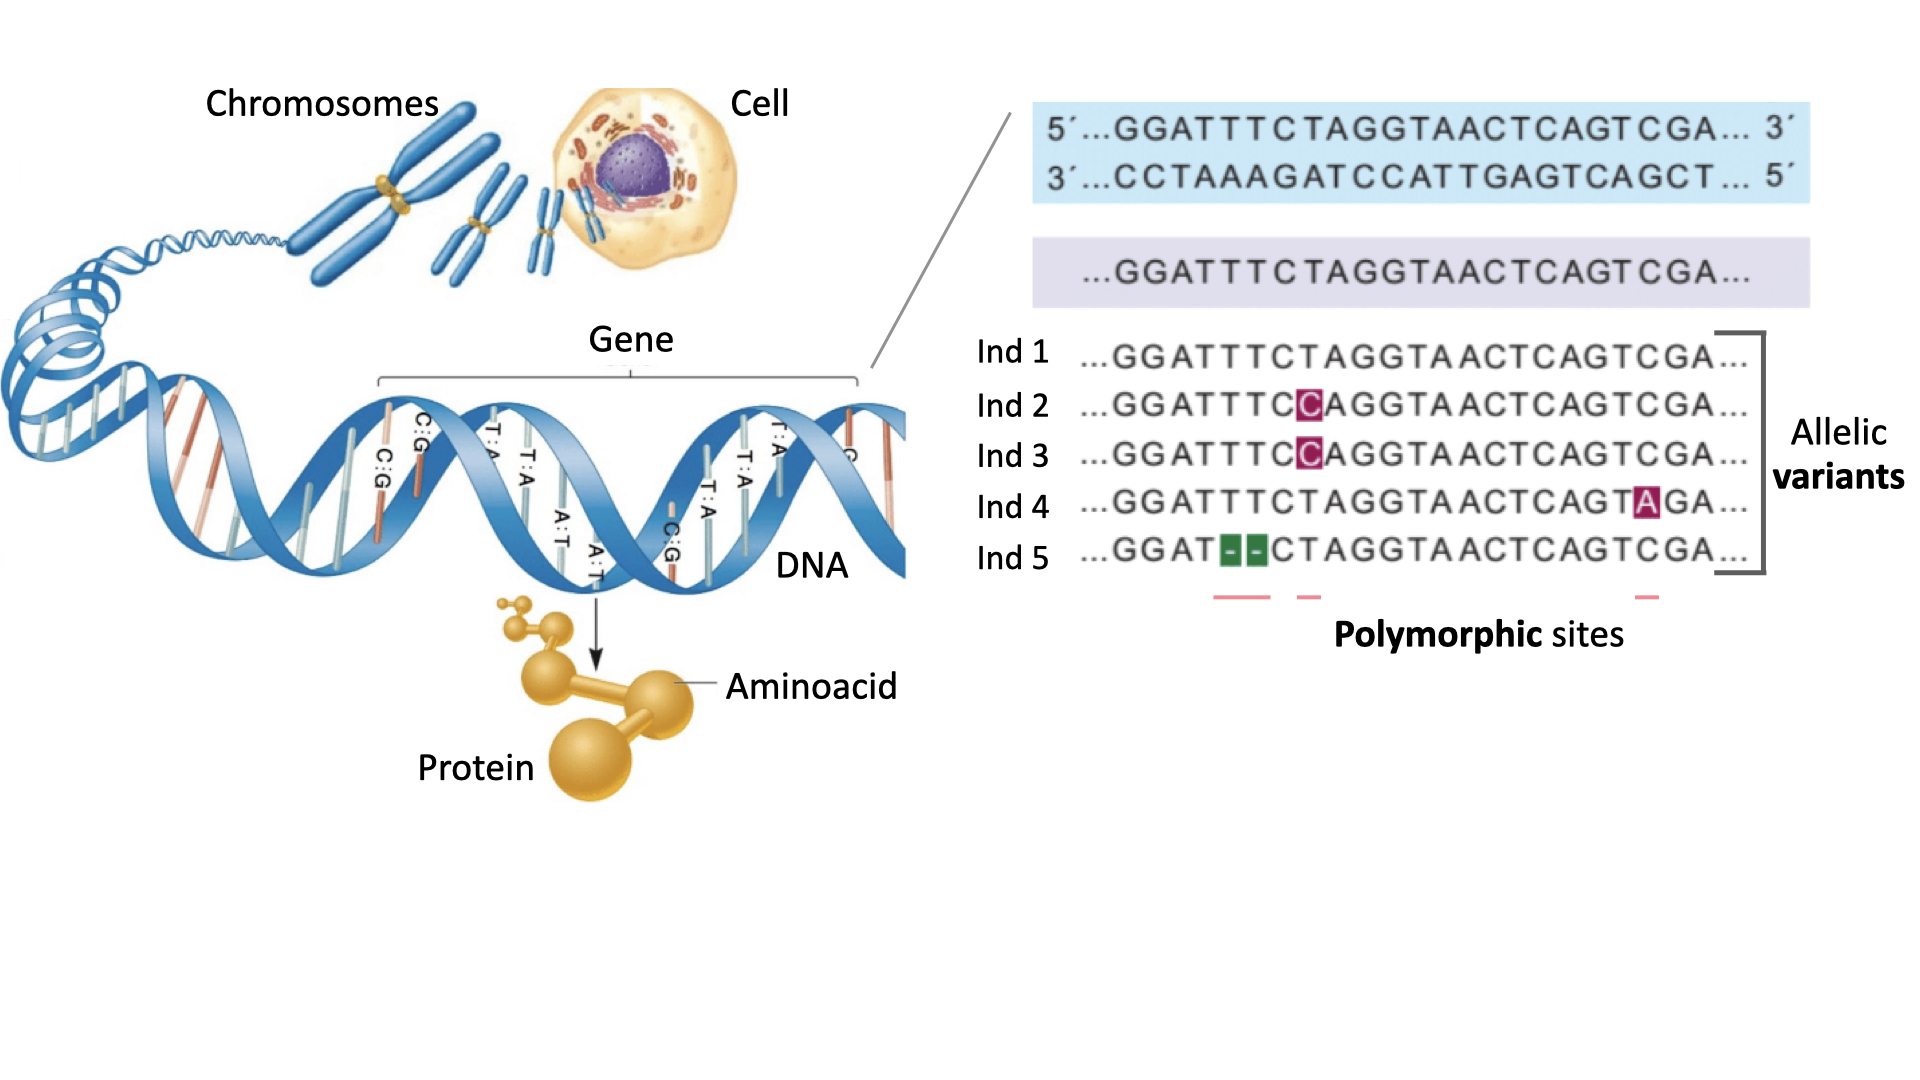 Chromosomes
Cell
Gene
C:G
C:G
T:A
T:A
A:T
A:T
C:G
T:A
T:A
T:A
DNA
Aminoacid
Protein
5´...GGATTTCTAGGTAACTCAGTCGA... 3´
3´...CCTAAAGATCCATTGAGTCAGCT... 5´
...GGATTTCTAGGTAACTCAGTCGA...
Ind 1 ...GGATTTCTAGGTAACTCAGTCGA...
Ind 2 ...GGATTTCCAGGTAACTCAGTCGA...
Ind 3 ...GGATTTCCAGGTAACTCAGTCGA...
Ind 4 ...GGATTTCTAGGTAACTCAGTAGA...
Ind 5 ...GGAT--CTAGGTAACTCAGTCGA...
Allelic
variants
Polymorphic sites